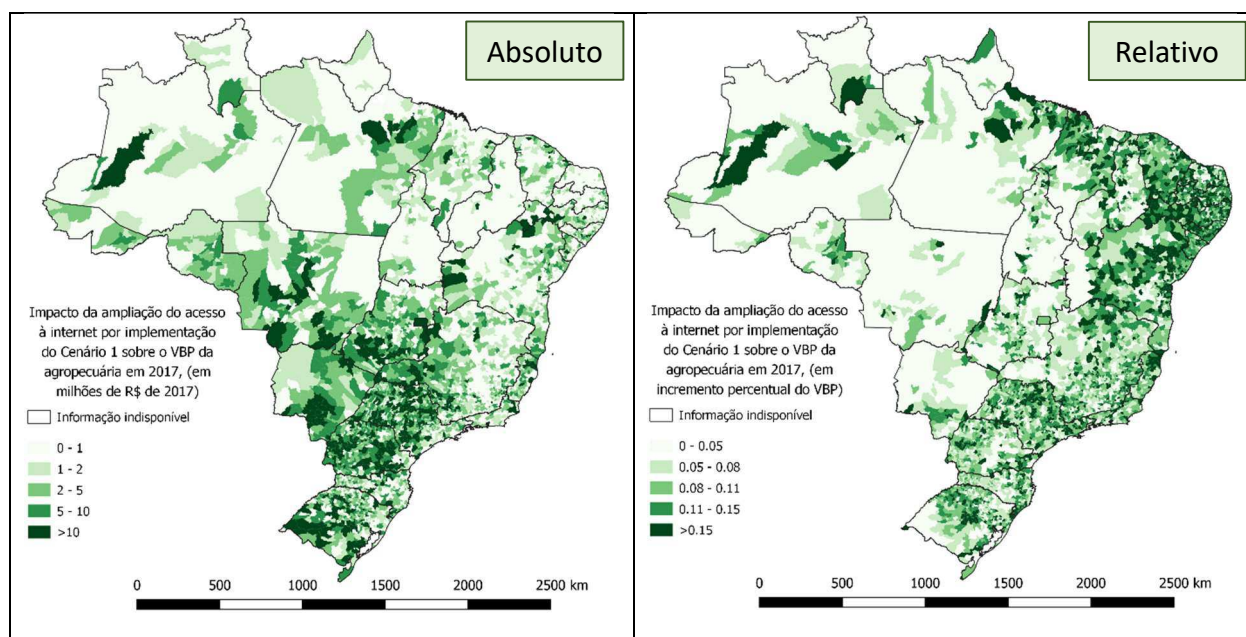 Absoluto
Impacto da ampliação do acesso
à internet por implementação
do Cenário 1 sobre o VBP da
agropecuária em 2017, (em
milhões de R$ de 2017)
Informação indisponível
0 - 1
1 - 2
2 - 5
5 - 10
>10
0 500 1000 1500 2000 2500 km
Relativo
Impacto da ampliação do acesso
à internet por implementação
do Cenário 1 sobre o VBP da
agropecuária em 2017, (em
incremento percentual do VBP)
Informação indisponível
0 - 0.05
0.05 - 0.08
0.08 - 0.11
0.11 - 0.15
>0.15
0 500 1000 1500 2000 2500 km